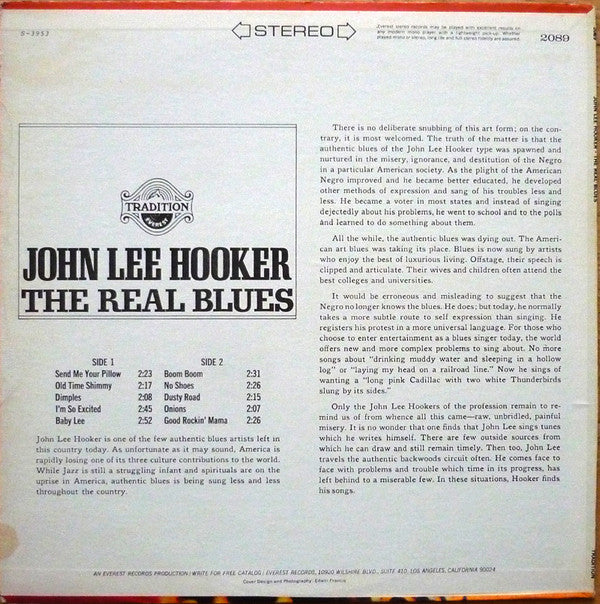 S-3953
STEREO
Everest stereo records may be played with excellent results on
any modern mono player with a lightweight pick-up. Whether
played mono or stereo, long life and full stereo fidelity are assured.
2089
TRADITION
EVEREST
JOHN LEE HOOKER
THE REAL BLUES
SIDE 1
Send Me Your Pillow 2:23
Old Time Shimmy 2:17
Dimples 2:08
I'm So Excited 2:45
Baby Lee 2:52
SIDE 2
Boom Boom 2:31
No Shoes 2:26
Dusty Road 2:15
Onions 2:07
Good Rockin' Mama 2:26
John Lee Hooker is one of few authentic blues artists left in
this country today. As unfortunate as it may sound, America is
rapidly losing one of its three culture contributions to the world.
While Jazz is still a struggling infant and spirituals are on the
uprise in America, authentic blues is being sung less and less
throughout the country.
There is no deliberate snubbing of this art form; on the con-
trary, it is most welcomed. The truth of the matter is that the
authentic blues of the John Lee Hooker type was spawned and
nurtured in the misery, ignorance, and destitution of the Negro
in a particular American society. As the plight of the American
Negro improved and he became better educated, he developed
other methods of expression and sang of his troubles less and
less. He became a voter in most states and instead of singing
dejectedly about his problems, he went to school and to the polls
and learned to do something about them.
All the while, the authentic blues was dying out. The Ameri-
can art blues was taking its place. Blues is now sung by artists
who enjoy the best of luxurious living. Offstage, their speech is
clipped and articulate. Their wives and children often attend the
best colleges and universities.
It would be erroneous and misleading to suggest that the
Negro no longer knows the blues. He does; but today, he normally
takes a more subtle route to self expression than singing. He
registers his protest in a more universal language. For those who
choose to enter entertainment as a blues singer today, the world
offers new and more complex problems to sing about. No more
songs about "drinking muddy water and sleeping in a hollow
log" or "laying my head on a railroad line." Now he sings of
wanting a "long pink Cadillac with two white Thunderbirds
slung by its sides."
Only the John Lee Hookers of the profession remain to re-
mind us of from whence all this came—raw, unbridled, painful
misery. It is no wonder that one finds that John Lee sings tunes
which he writes himself. There are few outside sources from
which he can draw and still remain timely. Then too, John Lee
travels the authentic backwoods circuit often. He comes face to
face with problems and trouble which time in its progress, has
left behind to a miserable few. In these situations, Hooker finds
his songs.
AN EVEREST RECORDS PRODUCTION / WRITE FOR FREE CATALOG / EVEREST RECORDS, 10920 WILSHIRE BLVD., SUITE 410, LOS ANGELES, CALIFORNIA 90024
Cover Design and Photography: Edwin Francis
JOHN LEE HOOKER THE REAL BLUES
TRADITION